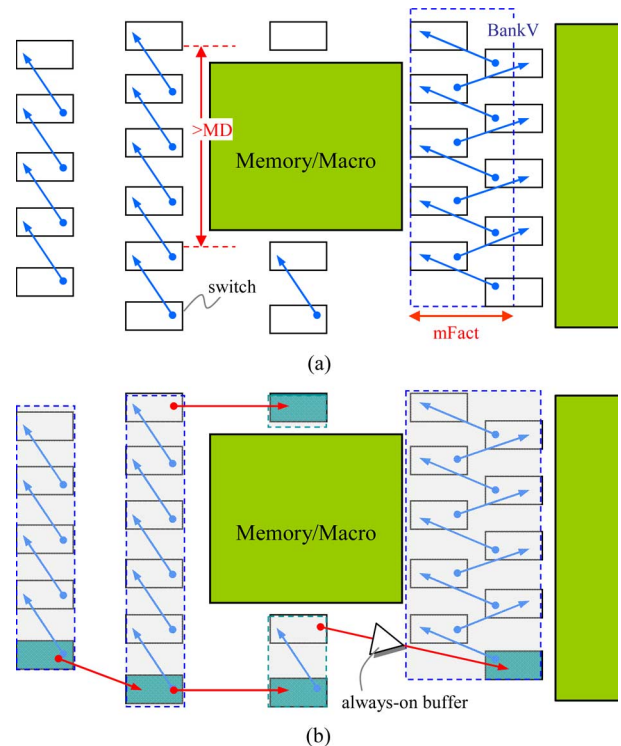 BankV
>MD
Memory/Macro
switch
mFact
(a)
Memory/Macro
always-on buffer
(b)